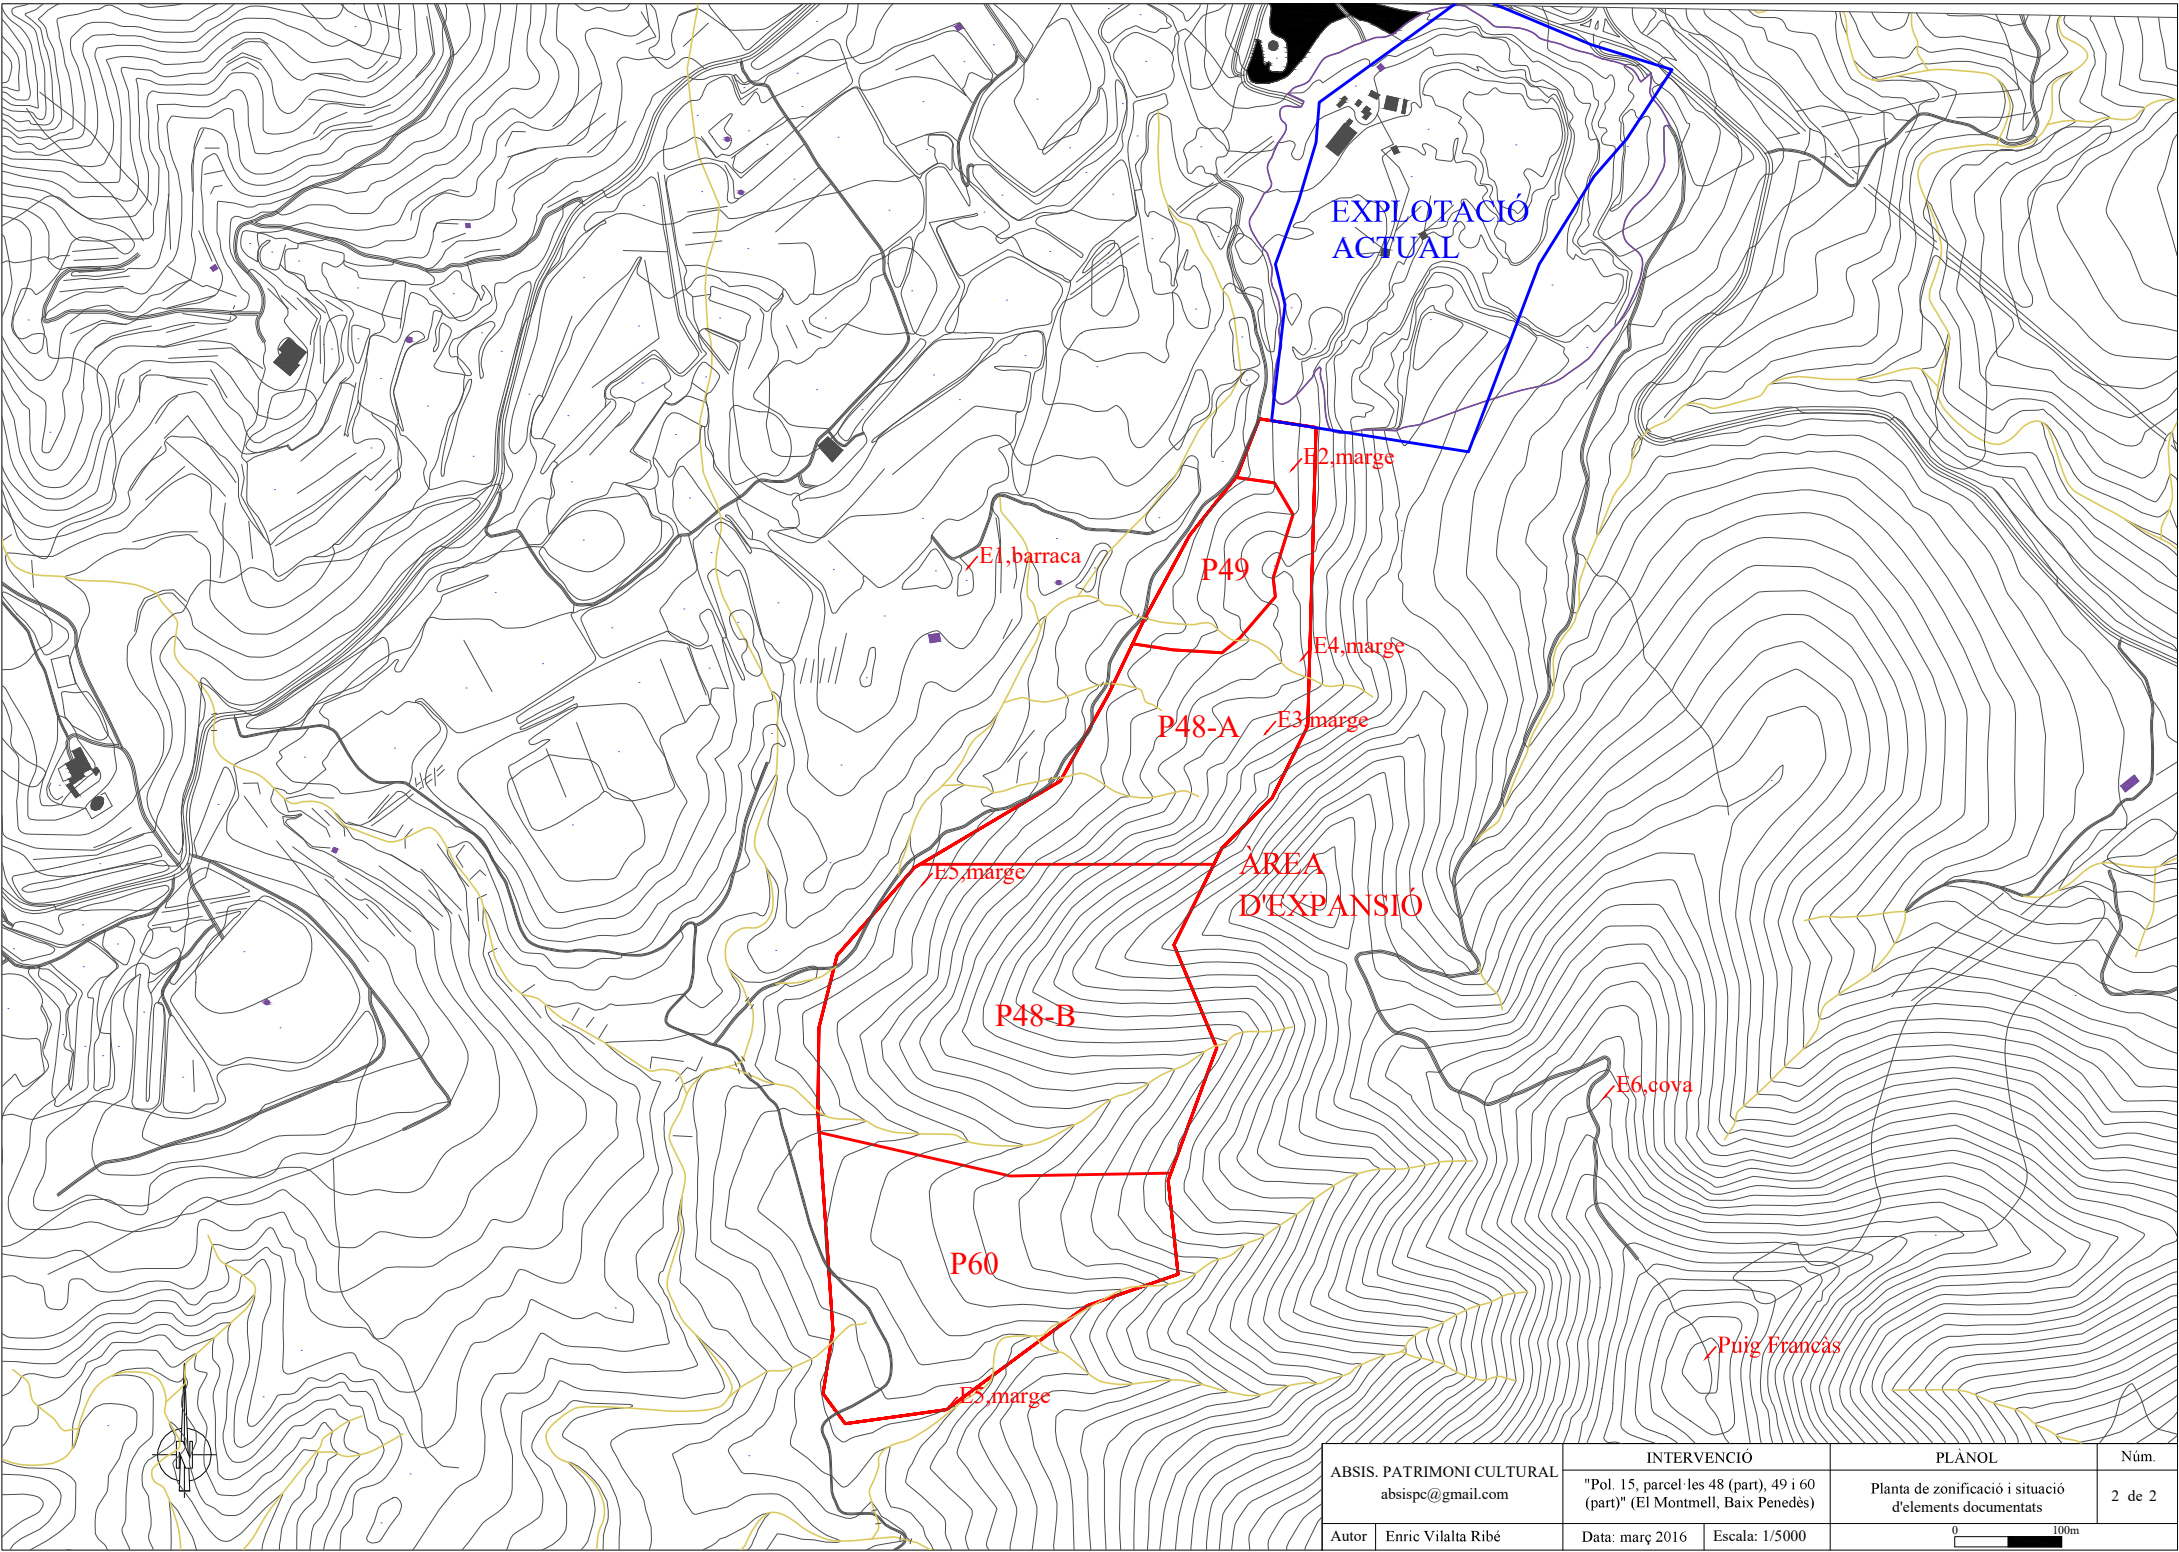 EXPLOTACIÓ
ACTUAL
E2,marge
E1,barraca
P49
E4,marge
E3,marge
P48-A
ÀREA
D'EXPANSIÓ
E5,marge
P48-B
E6,cova
P60
Puig Francàs
E5,marge
ABSIS. PATRIMONI CULTURAL
absispc@gmail.com
Autor
Enric Vilalta Ribé
INTERVENCIÓ
"Pol. 15, parcel·les 48 (part), 49 i 60
(part)" (El Montmell, Baix Penedès)
Data: març 2016
Escala: 1/5000
PLÀNOL
Planta de zonificació i situació
d'elements documentats
0
100m
Núm.
2 de 2